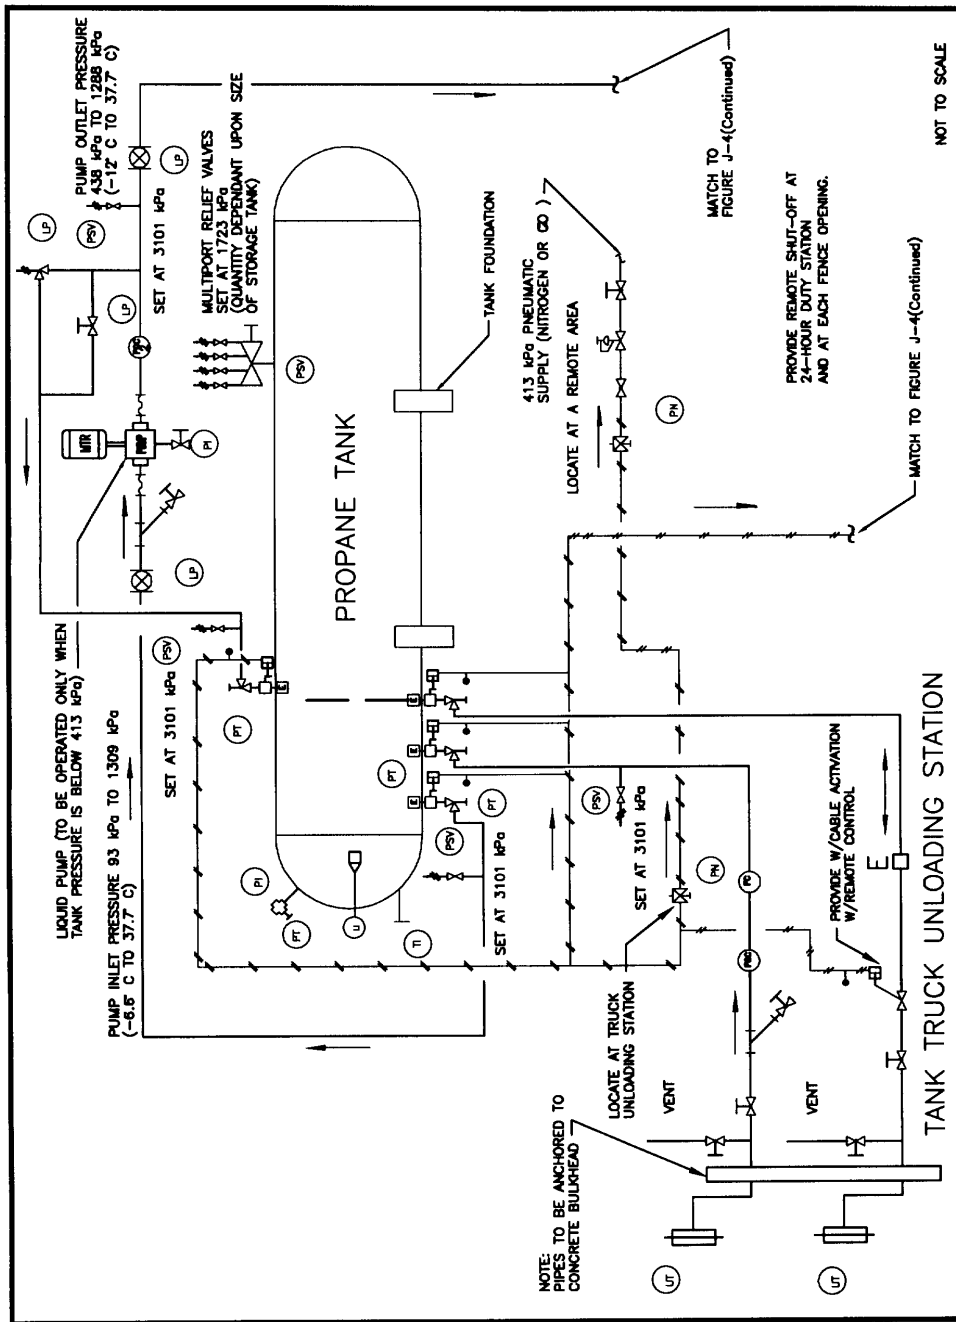 PUMP OUTLET PRESSURE
438 kPa TO 1288 kPa
(-12° C TO 37.7° C)
LP
PSV
LP
SET AT 3101 kPa
LP
MULTIPORT RELIEF VALVES
SET AT 1723 kPa
(QUANTITY DEPENDANT UPON SIZE
OF STORAGE TANK)
PSV
MTR
PUMP
PI
LP
LIQUID PUMP (TO BE OPERATED ONLY WHEN
TANK PRESSURE IS BELOW 413 kPa)
PUMP INLET PRESSURE 93 kPa TO 1309 kPa
(-6.6° C TO 37.7° C)
PSV
SET AT 3101 kPa
PT
E
PROPANE TANK
TANK FOUNDATION
413 kPa PNEUMATIC
SUPPLY (NITROGEN OR CO )
LOCATE AT A REMOTE AREA
PN
MATCH TO
FIGURE J-4(Continued)
PROVIDE REMOTE SHUT-OFF AT
24-HOUR DUTY STATION
AND AT EACH FENCE OPENING.
MATCH TO FIGURE J-4(Continued)
NOT TO SCALE
E
E
E
PT
PT
PSV
SET AT 3101 kPa
PI
PT
LI
TI
PSV
SET AT 3101 kPa
PN
LOCATE AT TRUCK
UNLOADING STATION
E
PROVIDE W/CABLE ACTIVATION
W/REMOTE CONTROL
VENT
VENT
NOTE:
PIPES TO BE ANCHORED TO
CONCRETE BULKHEAD
UT
UT
TANK TRUCK UNLOADING STATION